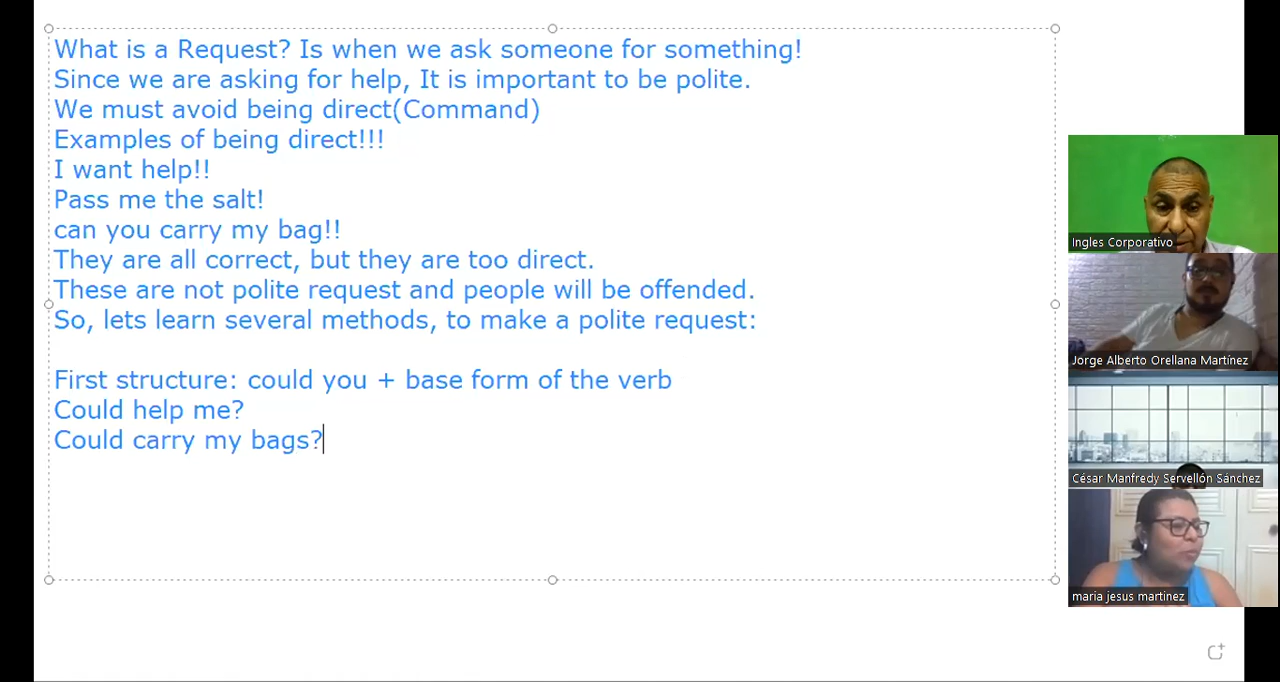 What is a Request? Is when we ask someone for something!
Since we are asking for help, It is important to be polite.
We must avoid being direct(Command)
Examples of being direct!!!
I want help!!
Pass me the salt!
can you carry my bag!!
They are all correct, but they are too direct.
These are not polite request and people will be offended.
So, lets learn several methods, to make a polite request:
First structure: could you + base form of the verb
Could help me?
Could carry my bags?
Ingles Corporativo
Jorge Alberto Orellana Martínez
César Manfredy Servellón Sánchez
maria jesus martinez